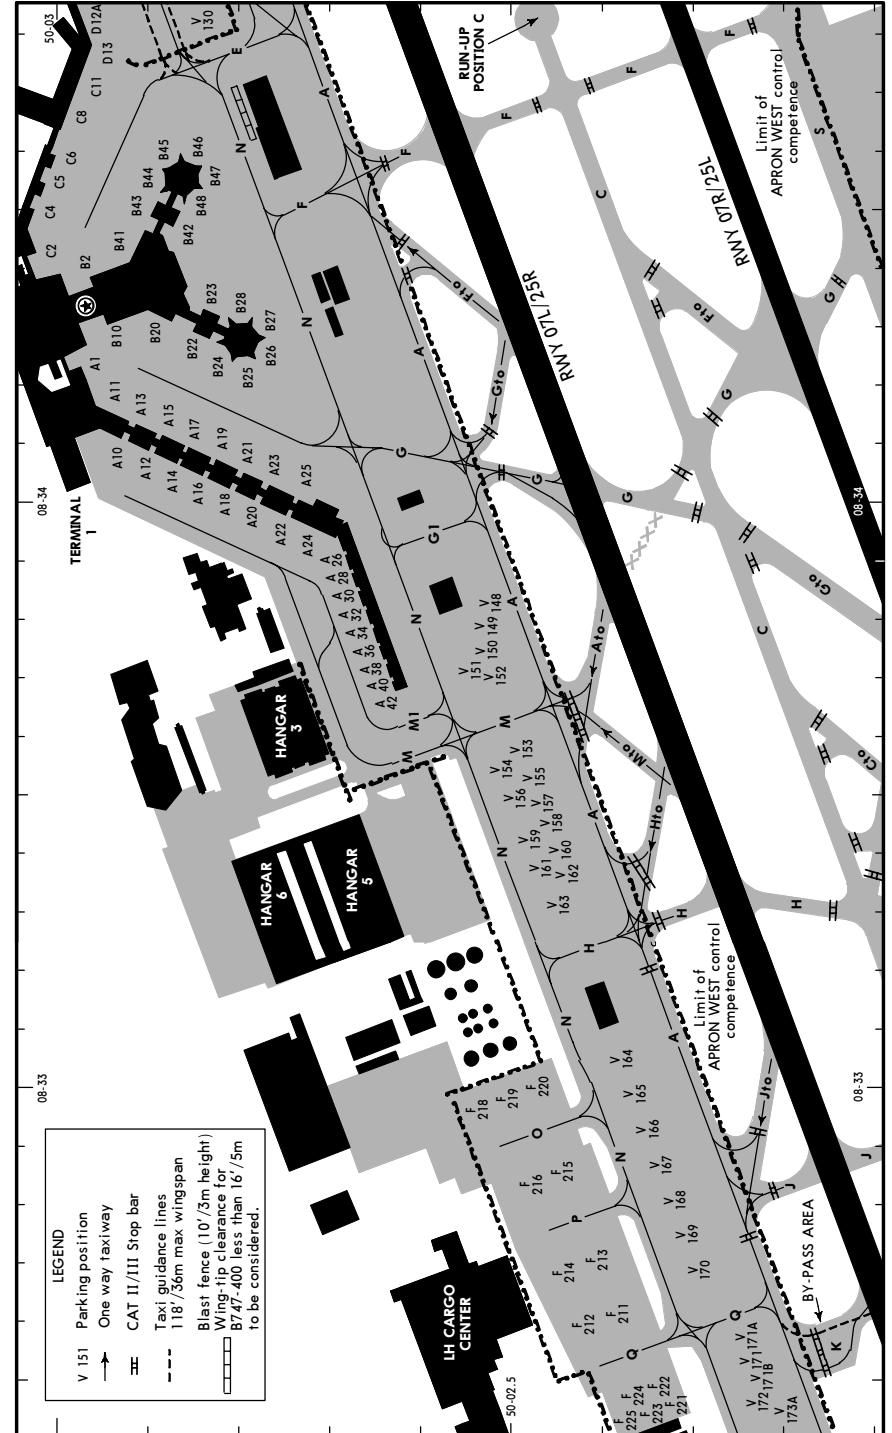 50-03
D12A
D13
C11
C8
C6
C5
C4
C2
V
130
E
A
N
RUN-UP
POSITION C
F
F
F
Limit of
APRON WEST control
competence
S
B45
B46
B44
B47
B43
B48
B42
B41
B2
F
F
C
RWY 07R/25L
B10
B20
B23
B28
B22
B27
B24
B26
B25
N
A
Fto
RWY 07L/25R
Fto
G
A1
A11
A13
A15
A17
A19
A21
A23
A25
A10
A12
A14
A16
A18
A20
A22
A24
Gto
G
G
G
G
08-34
08-34
TERMINAL
1
G1
A
26
A
28
A
30
A
32
A
34
A
36
A
38
A
40
A
42
N
A
V
148
V
149
V
150
V
151
V
152
Ato
Gto
C
HANGAR
3
M1
M
M
Mto
Cto
V
153
V
154
V
155
V
156
V
157
V
158
V
159
V
160
V
161
V
162
V
163
N
A
Hto
HANGAR
6
HANGAR
5
H
H
H
N
A
Limit of
APRON WEST control
competence
08-33
08-33
V
164
V
165
V
166
V
167
V
168
V
169
V
170
F
218
F
219
F
220
O
N
F
216
F
215
P
F
214
F
213
F
212
F
211
Jto
J
J
BY-PASS AREA
K
Q
Q
LH CARGO
CENTER
50-02.5
F
225
F
224
F
223
F
222
F
221
V
171A
V
171
V
171B
V
172
V
173A
LEGEND
V 151 Parking position
One way taxiway
CAT II/III Stop bar
Taxi guidance lines
118'/36m max wingspan
Blast fence (10'/3m height)
Wing-tip clearance for
B747-400 less than 16'/5m
to be considered.